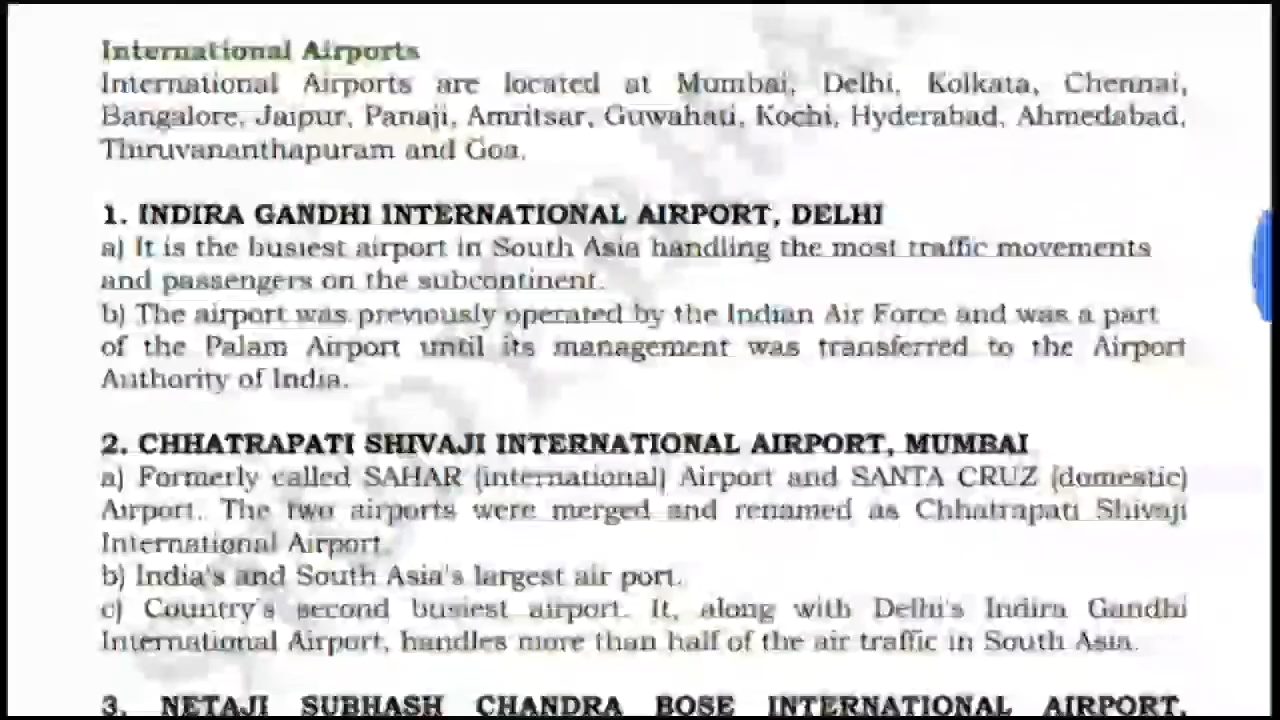 International Airports
International Airports are located at Mumbai, Delhi, Kolkata, Chennai,
Bangalore, Jaipur, Panaji, Amritsar, Guwahati, Kochi, Hyderabad, Ahmedabad,
Thiruvananthapuram and Goa.
1. INDIRA GANDHI INTERNATIONAL AIRPORT, DELHI
a) It is the busiest airport in South Asia handling the most traffic movements
and passengers on the subcontinent.
b) The airport was previously operated by the Indian Air Force and was a part
of the Palam Airport until its management was transferred to the Airport
Authority of India.
2. CHHATRAPATI SHIVAJI INTERNATIONAL AIRPORT, MUMBAI
a) Formerly called SAHAR (international) Airport and SANTA CRUZ (domestic)
Airport. The two airports were merged and renamed as Chhatrapati Shivaji
International Airport.
b) India's and South Asia's largest air port.
c) Country's second busiest airport. It, along with Delhi's Indira Gandhi
International Airport, handles more than half of the air traffic in South Asia.
3. NETAJI SUBHASH CHANDRA BOSE INTERNATIONAL AIRPORT,